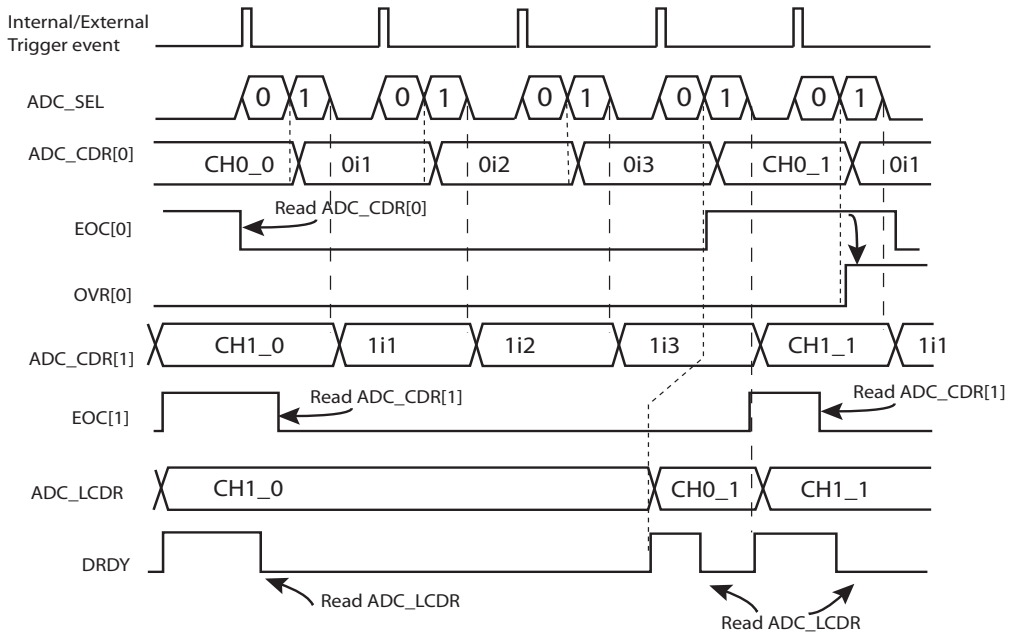 Internal/External
Trigger event
ADC_SEL
0 1 0 1 0 1 0 1 0 1
ADC_CDR[0]
CH0_0 0i1 0i2 0i3 CH0_1 0i1
EOC[0]
Read ADC_CDR[0]
OVR[0]
ADC_CDR[1]
CH1_0 1i1 1i2 1i3 CH1_1 1i1
EOC[1]
Read ADC_CDR[1] Read ADC_CDR[1]
ADC_LCDR
CH1_0 CH0_1 CH1_1
DRDY
Read ADC_LCDR
Read ADC_LCDR